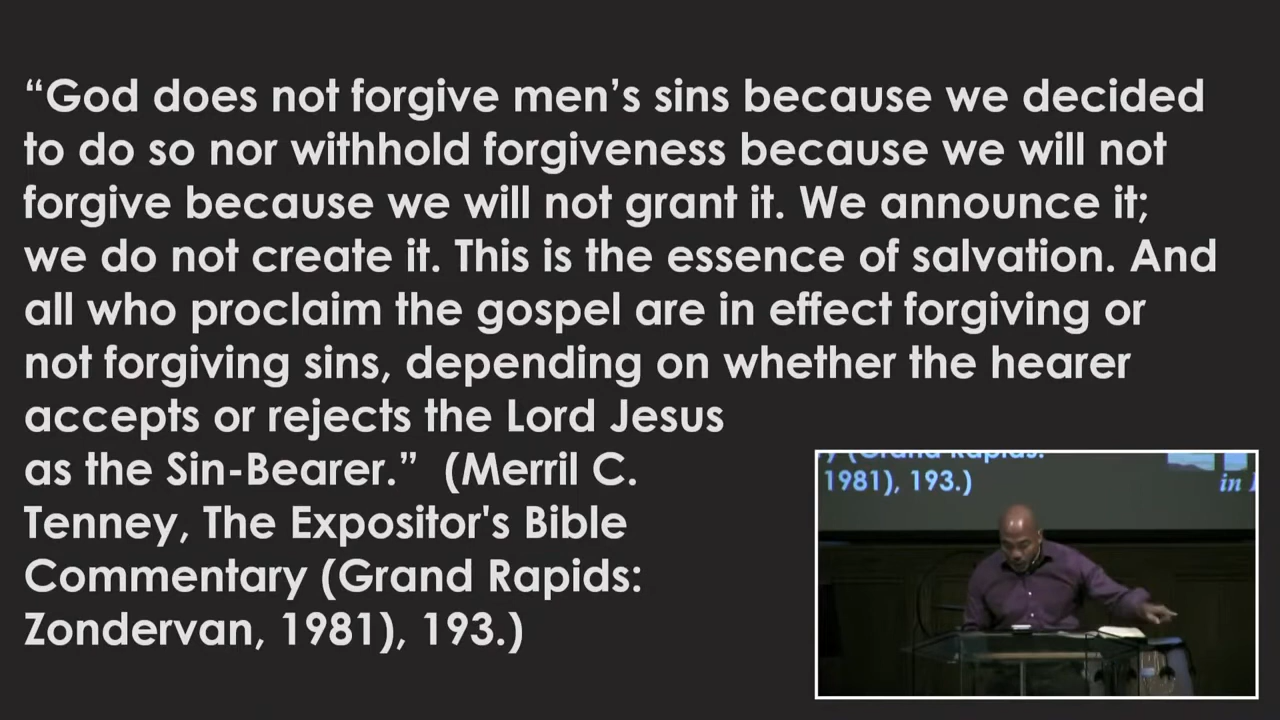 “God does not forgive men’s sins because we decided
to do so nor withhold forgiveness because we will not
forgive because we will not grant it. We announce it;
we do not create it. This is the essence of salvation. And
all who proclaim the gospel are in effect forgiving or
not forgiving sins, depending on whether the hearer
accepts or rejects the Lord Jesus
as the Sin-Bearer.” (Merril C.
Tenney, The Expositor's Bible
Commentary (Grand Rapids:
Zondervan, 1981), 193.)
y (Grand Rapids:
1981), 193.)
in